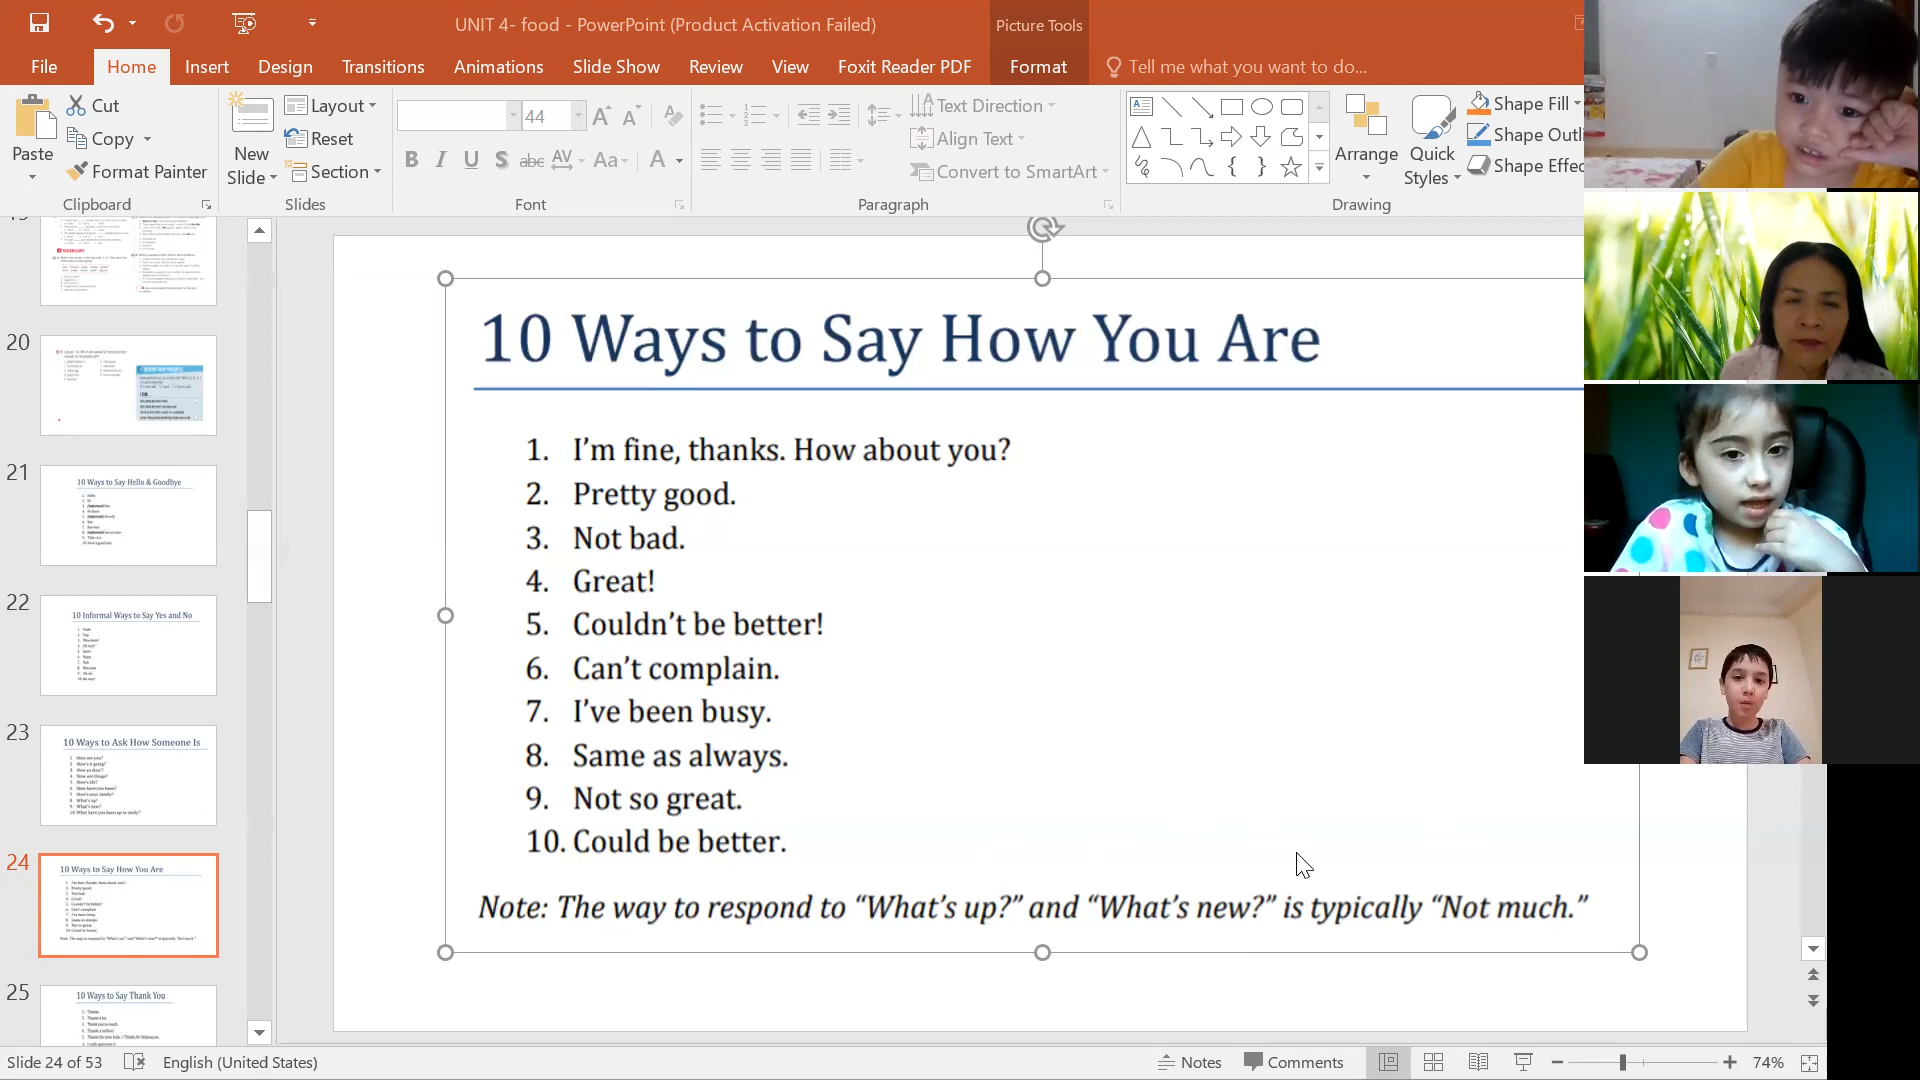 UNIT 4- food - PowerPoint (Product Activation Failed)
Picture Tools
File
Home
Insert
Design
Transitions
Animations
Slide Show
Review
View
Foxit Reader PDF
Format
Tell me what you want to do...
Paste
Cut
Copy
Format Painter
Clipboard
New
Slide
Layout
Reset
Section
Slides
44
Font
Text Direction
Align Text
Convert to SmartArt
Paragraph
Arrange
Quick
Styles
Shape Fill
Shape Outli
Shape Effec
Drawing
20
21
10 Ways to Say Hello & Goodbye
22
10 Informal Ways to Say Yes and No
23
10 Ways to Ask How Someone Is
24
10 Ways to Say How You Are
25
10 Ways to Say Thank You
10 Ways to Say How You Are
1. I’m fine, thanks. How about you?
2. Pretty good.
3. Not bad.
4. Great!
5. Couldn’t be better!
6. Can’t complain.
7. I’ve been busy.
8. Same as always.
9. Not so great.
10. Could be better.
Note: The way to respond to “What’s up?” and “What’s new?” is typically “Not much.”
Slide 24 of 53
English (United States)
Notes
Comments
74%